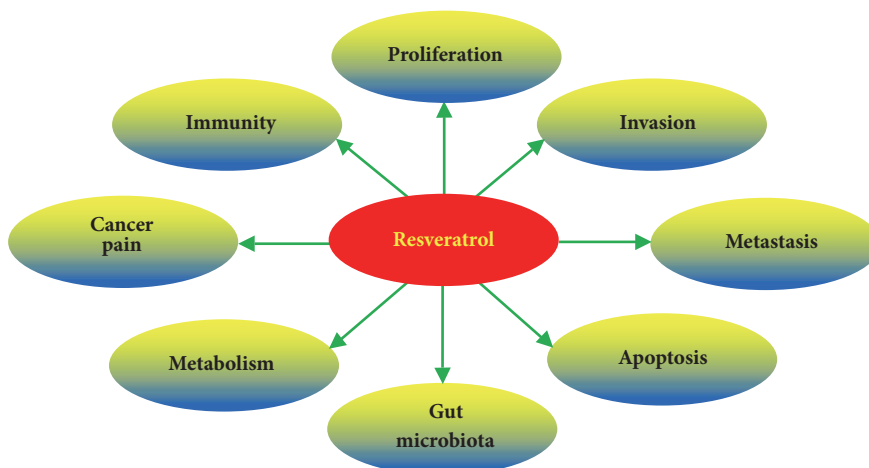 Proliferation
Immunity
Invasion
Cancer
pain
Resveratrol
Metastasis
Metabolism
Apoptosis
Gut
microbiota